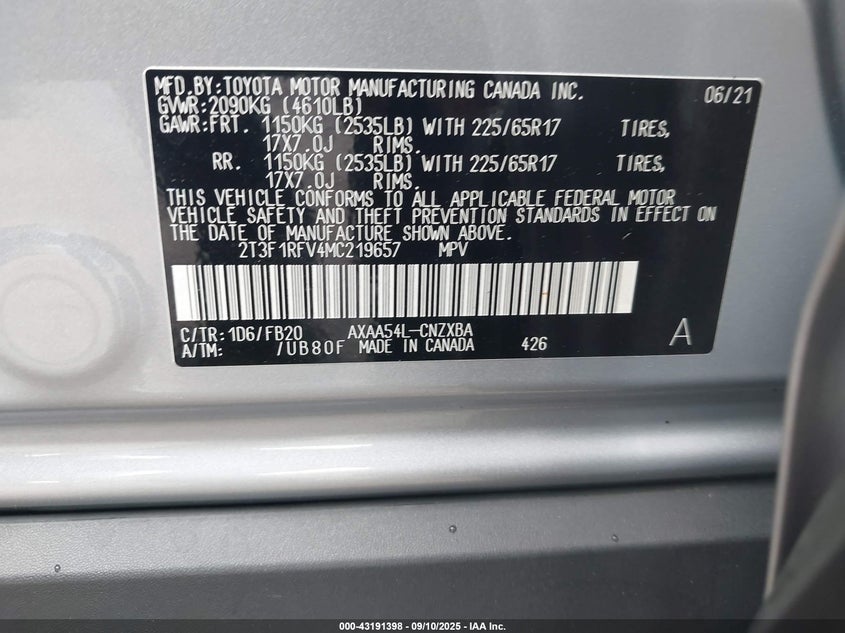 MFD.BY:TOYOTA MOTOR MANUFACTURING CANADA INC. 06/21
GVWR:2090KG (4610LB)
GAWR:FRT. 1150KG (2535LB) WITH 225/65R17 TIRES,
17X7.0J RIMS.
RR. 1150KG (2535LB) WITH 225/65R17 TIRES,
17X7.0J RIMS.
THIS VEHICLE CONFORMS TO ALL APPLICABLE FEDERAL MOTOR
VEHICLE SAFETY AND THEFT PREVENTION STANDARDS IN EFFECT ON
THE DATE OF MANUFACTURE SHOWN ABOVE.
2T3F1RFV4MC219657 MPV
C/TR: 1D6/FB20 AXAA54L-CNZXBA
A/TM: /UB80F MADE IN CANADA 426 A
000-43191398 - 09/10/2025 - IAA Inc.